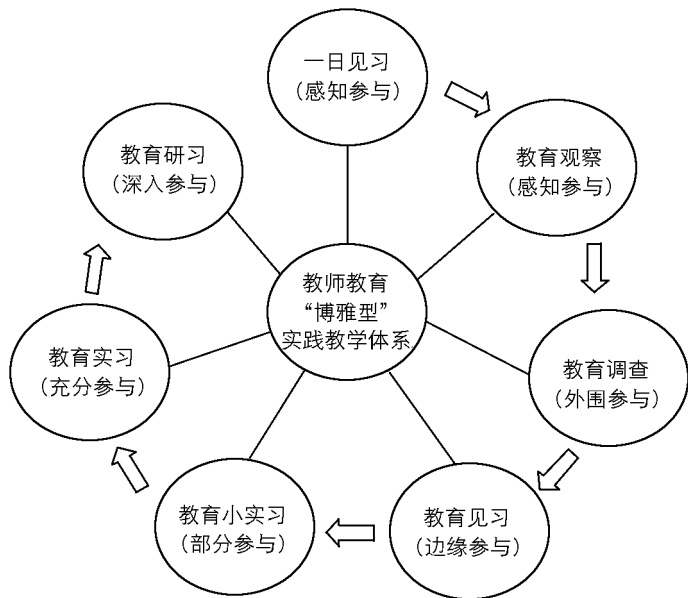 一日见习
(感知参与)
教育观察
(感知参与)
教育调查
(外围参与)
教育见习
(边缘参与)
教育小实习
(部分参与)
教育实习
(充分参与)
教育研习
(深入参与)
教师教育
“博雅型”
实践教学体系